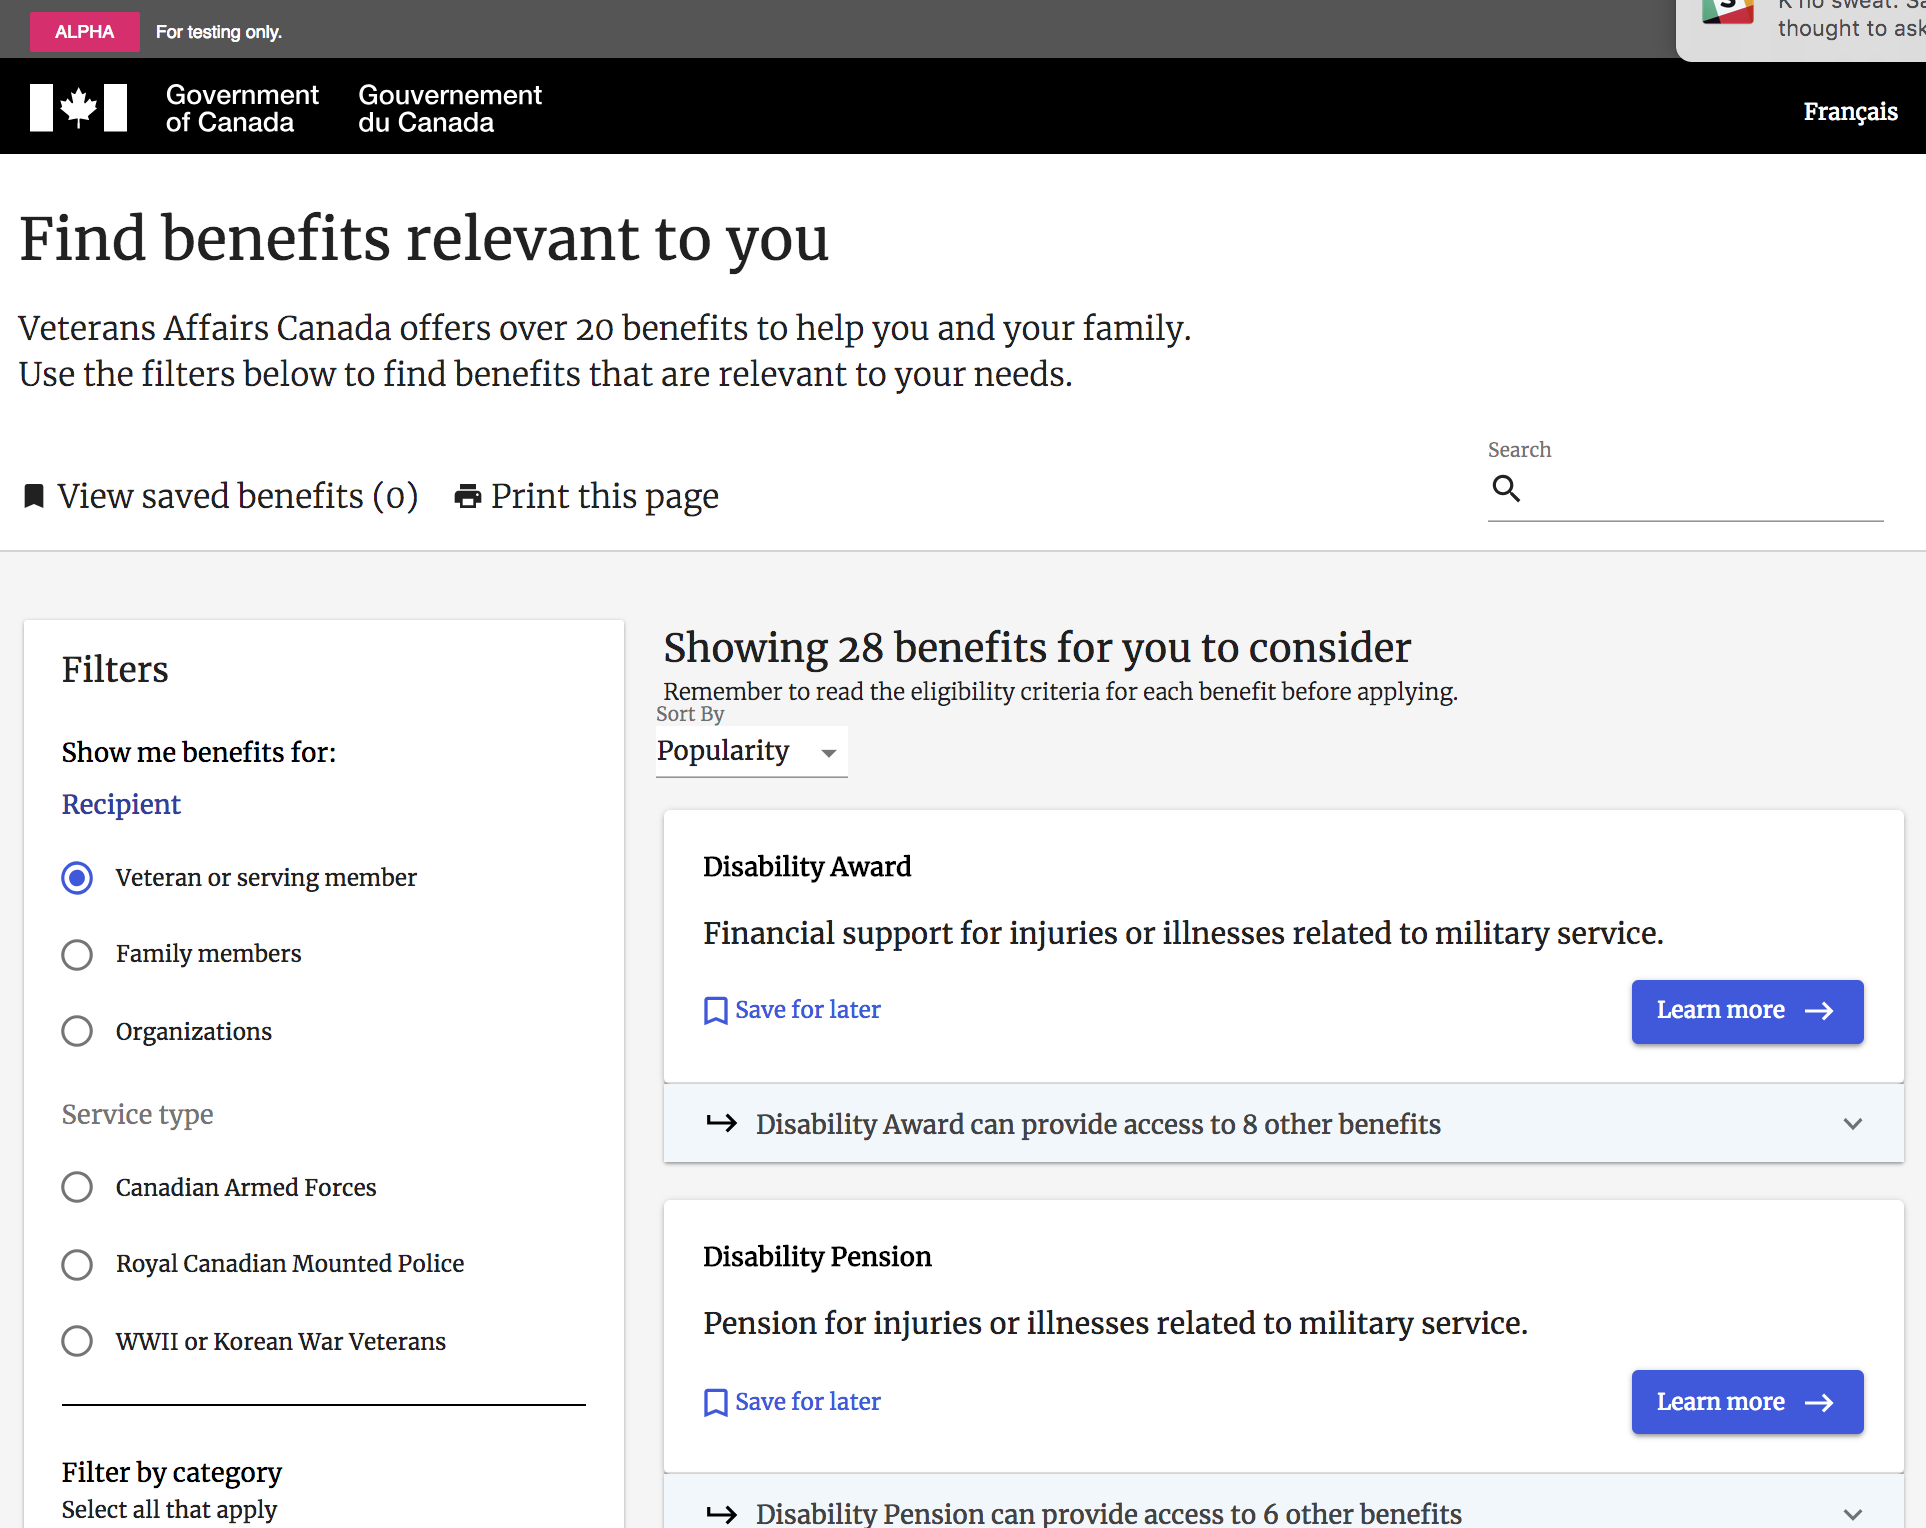 ALPHA For testing only.
K no sweat.
thought to ask
Government of Canada
Gouvernement du Canada
Français
Find benefits relevant to you
Veterans Affairs Canada offers over 20 benefits to help you and your family.
Use the filters below to find benefits that are relevant to your needs.
Search
View saved benefits (0) Print this page
Filters
Show me benefits for:
Recipient
Veteran or serving member
Family members
Organizations
Service type
Canadian Armed Forces
Royal Canadian Mounted Police
WWII or Korean War Veterans
Filter by category
Select all that apply
Showing 28 benefits for you to consider
Remember to read the eligibility criteria for each benefit before applying.
Sort By
Popularity
Disability Award
Financial support for injuries or illnesses related to military service.
Save for later Learn more
Disability Award can provide access to 8 other benefits
Disability Pension
Pension for injuries or illnesses related to military service.
Save for later Learn more
Disability Pension can provide access to 6 other benefits